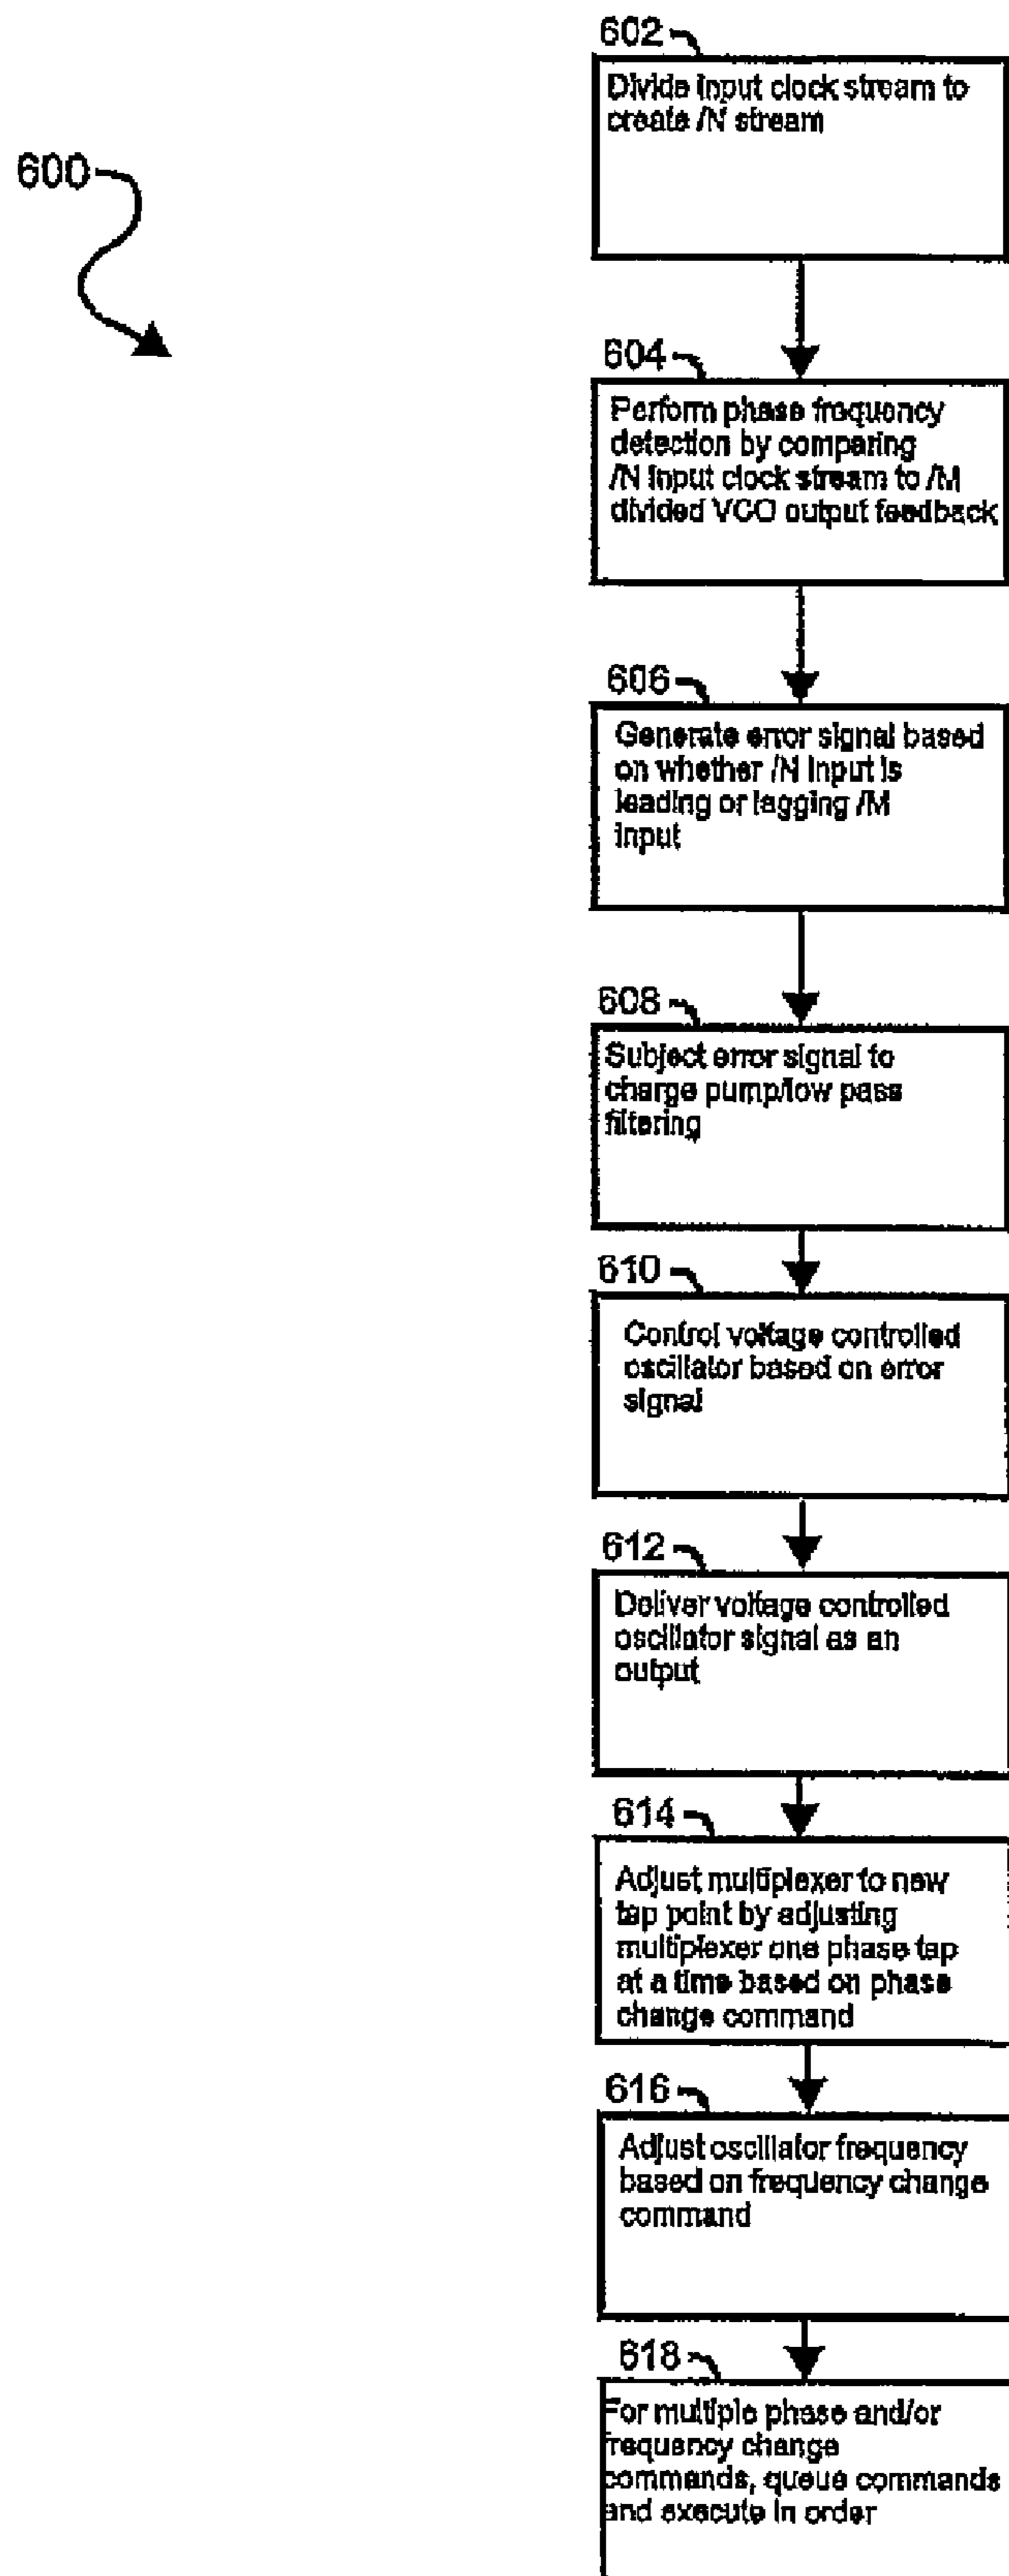 602
Divide input clock stream to
create /N stream
600
604
Perform phase frequency
detection by comparing
/N input clock stream to /M
divided VCO output feedback
606
Generate error signal based
on whether /N input is
leading or lagging /M
input
608
Subject error signal to
charge pump/low pass
filtering
610
Control voltage controlled
oscillator based on error
signal
612
Deliver voltage controlled
oscillator signal as an
output
614
Adjust multiplexer to new
tap point by adjusting
multiplexer one phase tap
at a time based on phase
change command
616
Adjust oscillator frequency
based on frequency change
command
618
For multiple phase and/or
frequency change
commands, queue commands
and execute in order